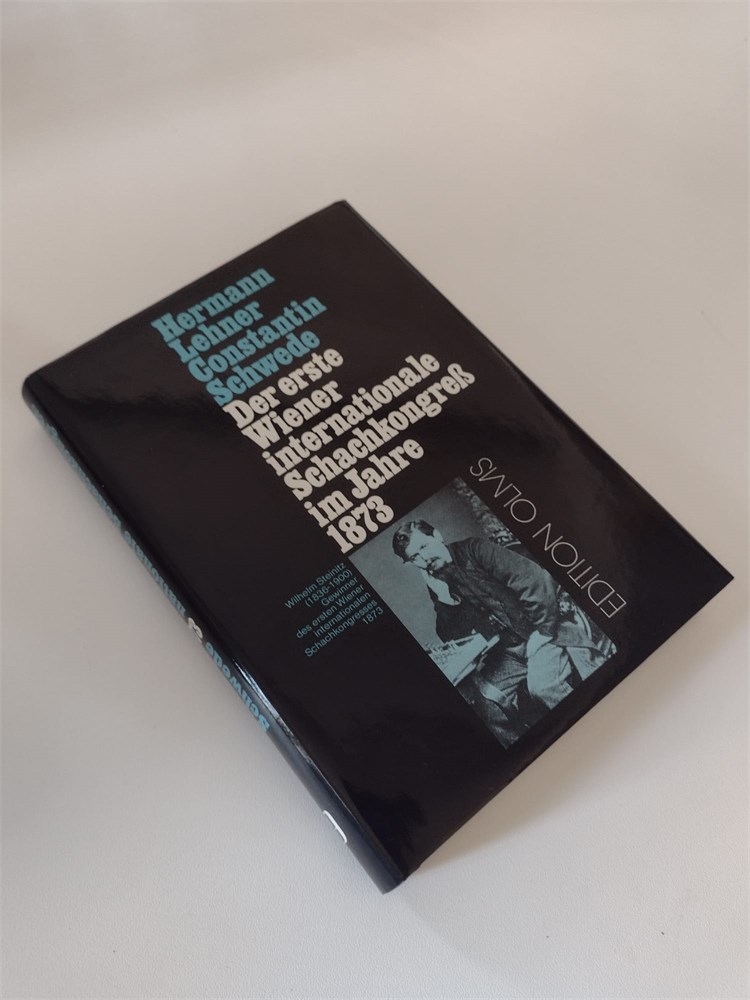 Hermann
Lehner
Constantin
Schwede
Der erste
Wiener
internationale
Schachkongreß
im Jahre
1873
Wilhelm Steinitz
(1836-1900)
Gewinner
des ersten Wiener
internationalen
Schachkongresses
1873
EDITION OLMS
Schwede